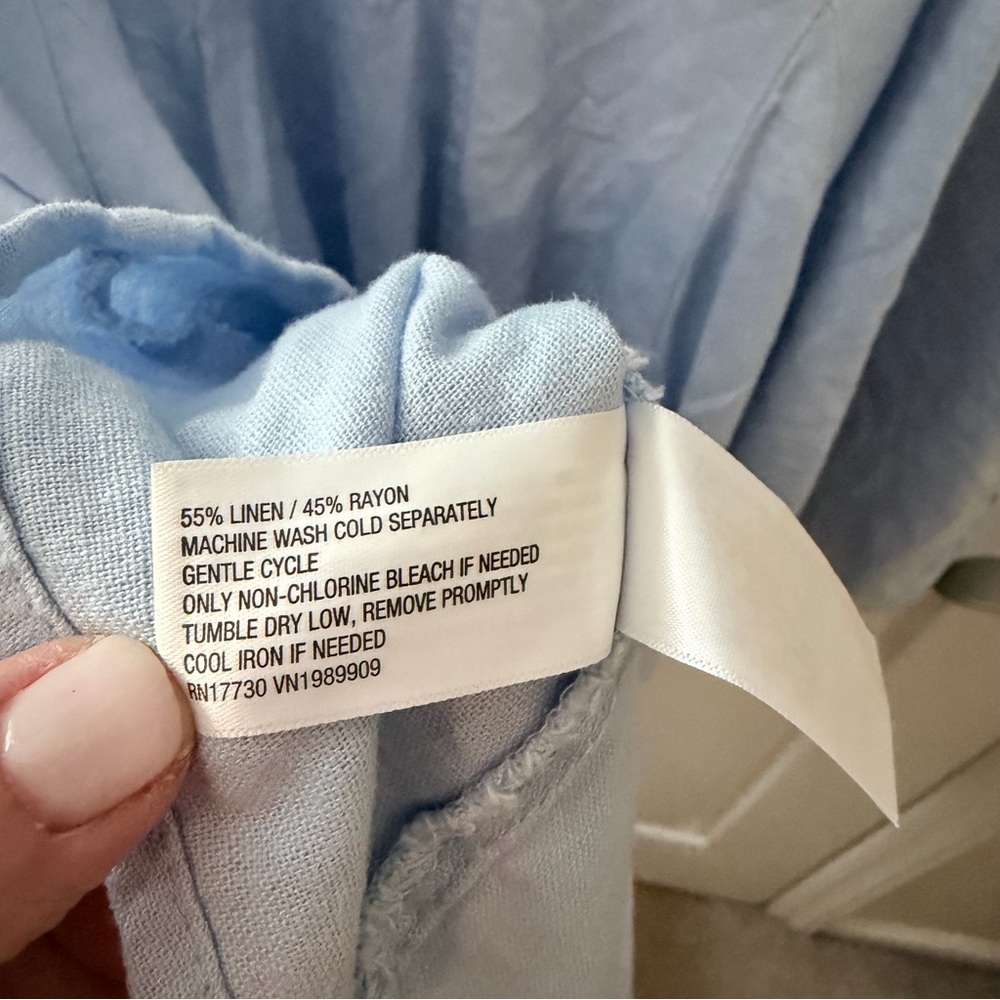 55% LINEN / 45% RAYON
MACHINE WASH COLD SEPARATELY
GENTLE CYCLE
ONLY NON-CHLORINE BLEACH IF NEEDED
TUMBLE DRY LOW, REMOVE PROMPTLY
COOL IRON IF NEEDED
RN17730 VN1989909